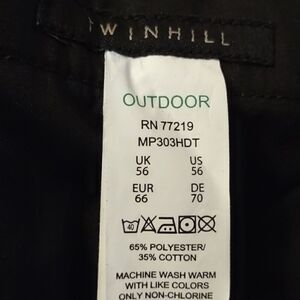 TWINHILL
OUTDOOR
RN 77219
MP303HDT
UK US
56 56
EUR DE
66 70
40
65% POLYESTER/
35% COTTON
MACHINE WASH WARM
WITH LIKE COLORS
ONLY NON-CHLORINE